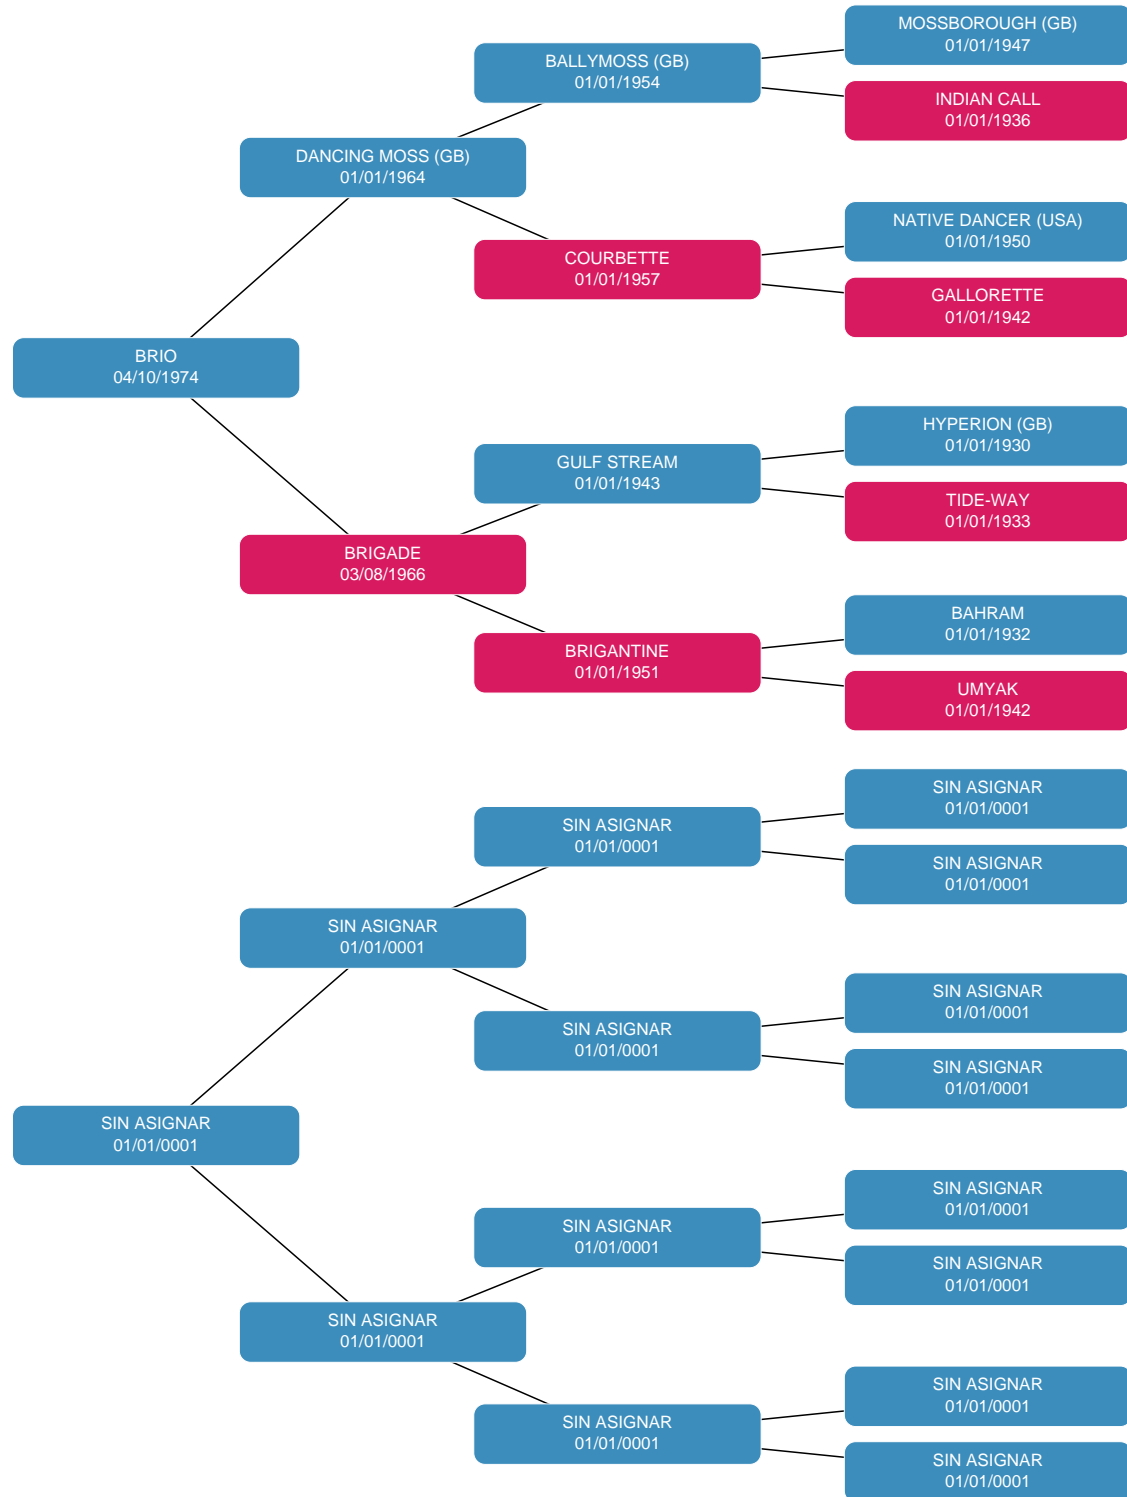 MOSSBOROUGH (GB)
01/01/1947
BALLYMOSS (GB)
01/01/1954
INDIAN CALL
01/01/1936
DANCING MOSS (GB)
01/01/1964
NATIVE DANCER (USA)
01/01/1950
COURBETTE
01/01/1957
GALLORETTE
01/01/1942
BRIO
04/10/1974
HYPERION (GB)
01/01/1930
GULF STREAM
01/01/1943
TIDE-WAY
01/01/1933
BRIGADE
03/08/1966
BAHRAM
01/01/1932
BRIGANTINE
01/01/1951
UMYAK
01/01/1942
SIN ASIGNAR
01/01/0001
SIN ASIGNAR
01/01/0001
SIN ASIGNAR
01/01/0001
SIN ASIGNAR
01/01/0001
SIN ASIGNAR
01/01/0001
SIN ASIGNAR
01/01/0001
SIN ASIGNAR
01/01/0001
SIN ASIGNAR
01/01/0001
SIN ASIGNAR
01/01/0001
SIN ASIGNAR
01/01/0001
SIN ASIGNAR
01/01/0001
SIN ASIGNAR
01/01/0001
SIN ASIGNAR
01/01/0001
SIN ASIGNAR
01/01/0001
SIN ASIGNAR
01/01/0001